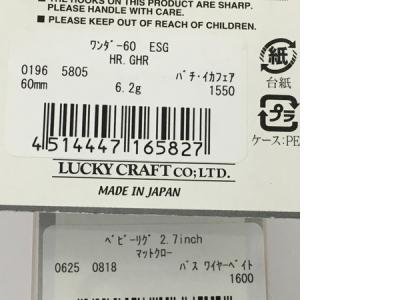 THE HOOKS ON THIS PRODUCT ARE SHARP.
PLEASE HANDLE WITH CARE.
■PLEASE KEEP OUT OF REACH OF CHILDREN.
ワンダｰ60 ESG
HR.GHR
0196 5805 バチ・イカフェア
60mm 6.2g 1550
4 514447 165827
LUCKY CRAFT CO; LTD.
MADE IN JAPAN
紙
台紙
プラ
ケース:PE
ベビーリグ 2.7inch
マットクロー
0625 0818 バス ワイヤーベイト
1600